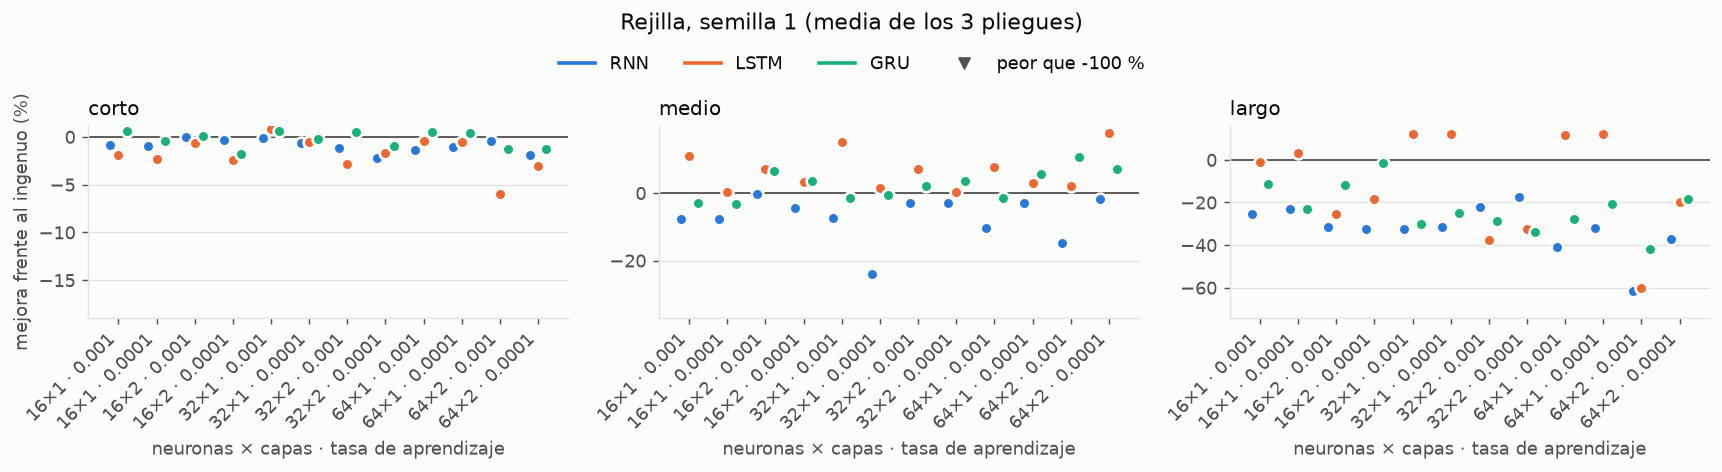 Rejilla, semilla 1 (media de los 3 pliegues)
RNN LSTM GRU peor que -100 %
corto
medio
largo
mejora frente al ingenuo (%)
0
−5
−10
−15
0
−20
0
−20
−40
−60
16×1 · 0.001
16×1 · 0.0001
16×2 · 0.001
16×2 · 0.0001
32×1 · 0.001
32×1 · 0.0001
32×2 · 0.001
32×2 · 0.0001
64×1 · 0.001
64×1 · 0.0001
64×2 · 0.001
64×2 · 0.0001
16×1 · 0.001
16×1 · 0.0001
16×2 · 0.001
16×2 · 0.0001
32×1 · 0.001
32×1 · 0.0001
32×2 · 0.001
32×2 · 0.0001
64×1 · 0.001
64×1 · 0.0001
64×2 · 0.001
64×2 · 0.0001
16×1 · 0.001
16×1 · 0.0001
16×2 · 0.001
16×2 · 0.0001
32×1 · 0.001
32×1 · 0.0001
32×2 · 0.001
32×2 · 0.0001
64×1 · 0.001
64×1 · 0.0001
64×2 · 0.001
64×2 · 0.0001
neuronas × capas · tasa de aprendizaje
neuronas × capas · tasa de aprendizaje
neuronas × capas · tasa de aprendizaje